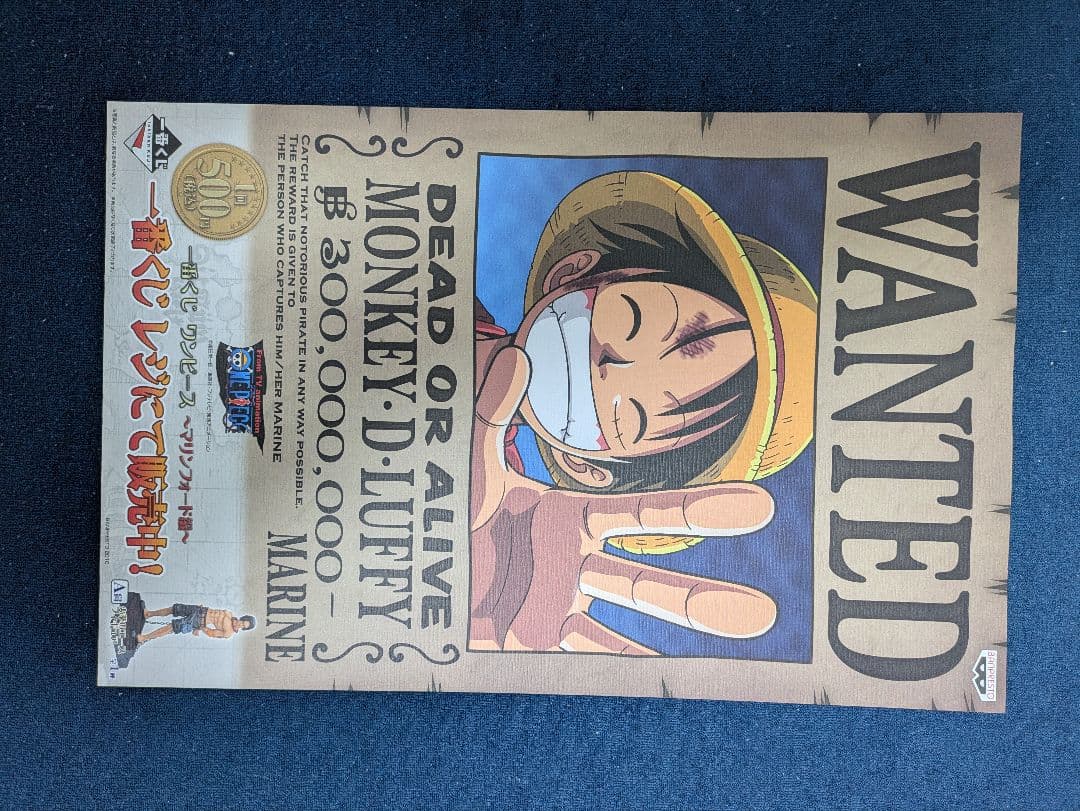 WANTED
BANPRESTO
DEAD OR ALIVE
MONKEY·D·LUFFY
฿ 300,000,000–
CATCH THAT NOTORIOUS PIRATE IN ANY WAY POSSIBLE.
THE REWARD IS GIVEN TO
THE PERSON WHO CAPTURES HIM/HER MARINE
MARINE
From TV animation
ONE PIECE
1回
500円
(税込)
一番くじ ワンピース ～マリンフォード編～
一番くじ
一番くじ レジにて販売中!
A賞